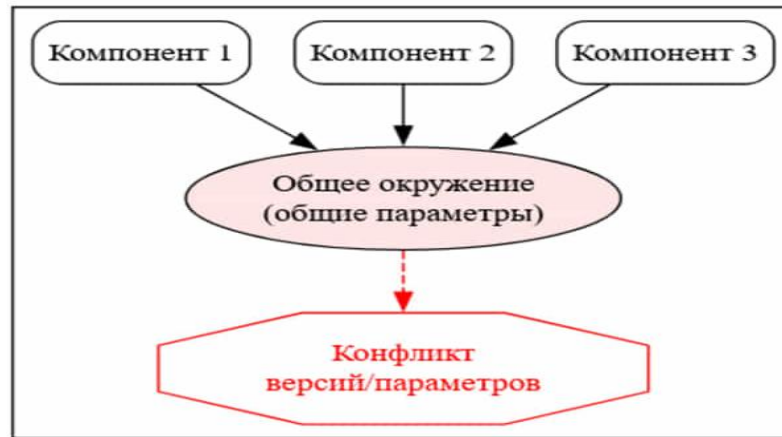 Компонент 1
Компонент 2
Компонент 3
Общее окружение
(общие параметры)
Конфликт
версий/параметров